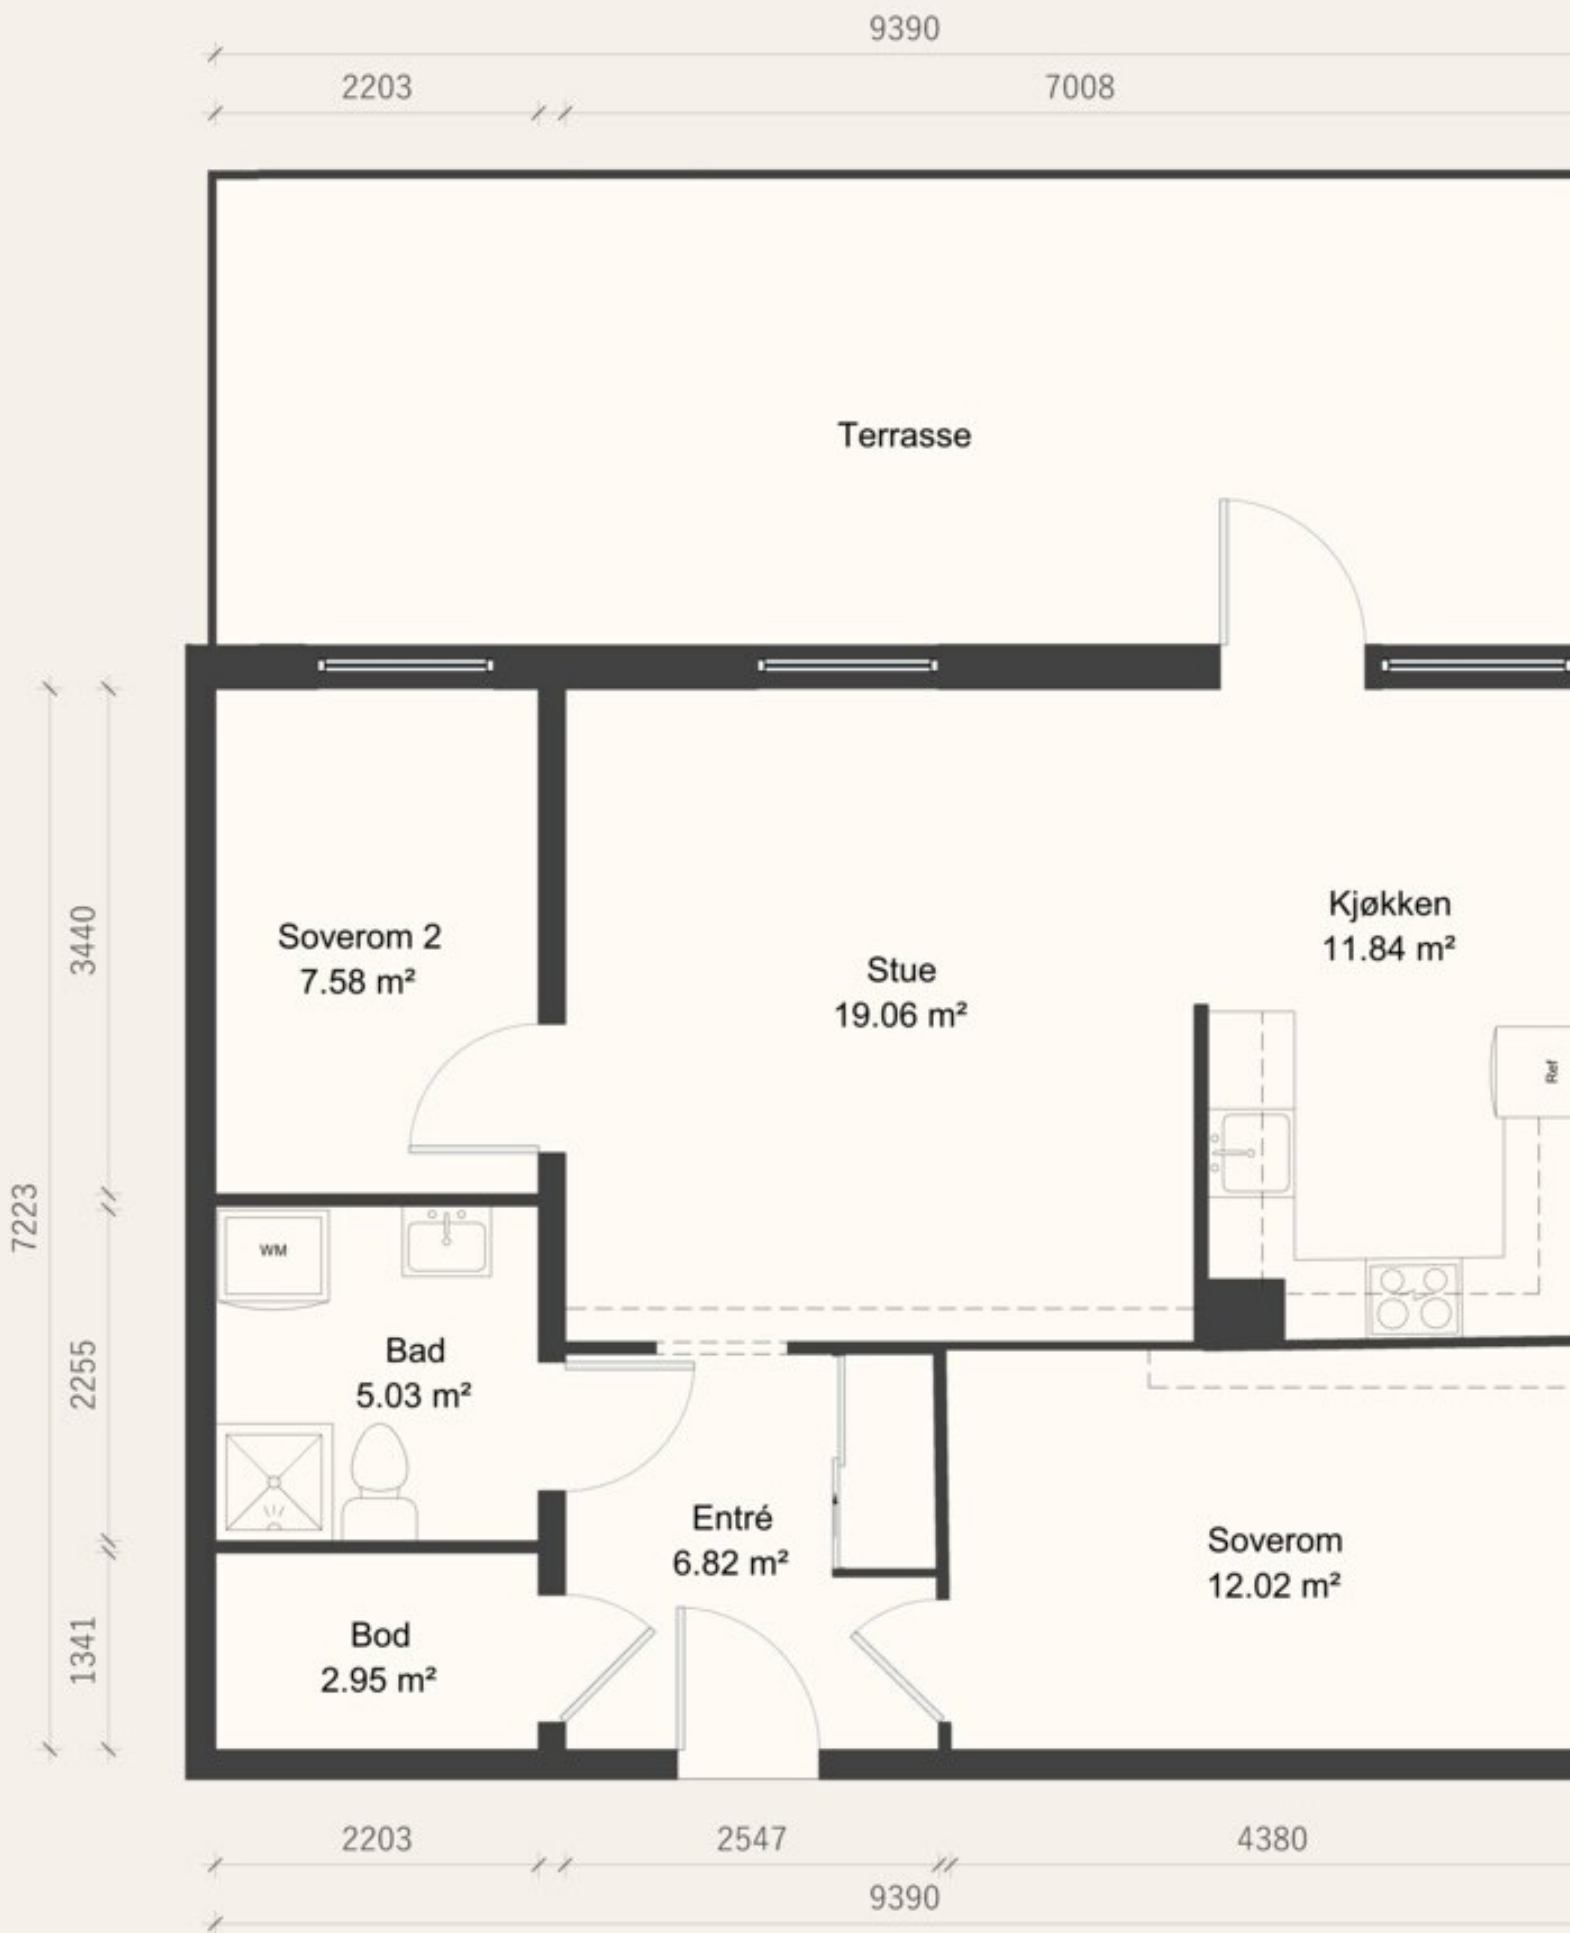 9390
2203
7008
Terrasse
Kjøkken
11.84 m²
Soverom 2
7.58 m²
3440
Stue
19.06 m²
Ref
7223
WM
Bad
5.03 m²
2255
Entré
6.82 m²
Soverom
12.02 m²
Bod
2.95 m²
1341
2203
2547
4380
9390